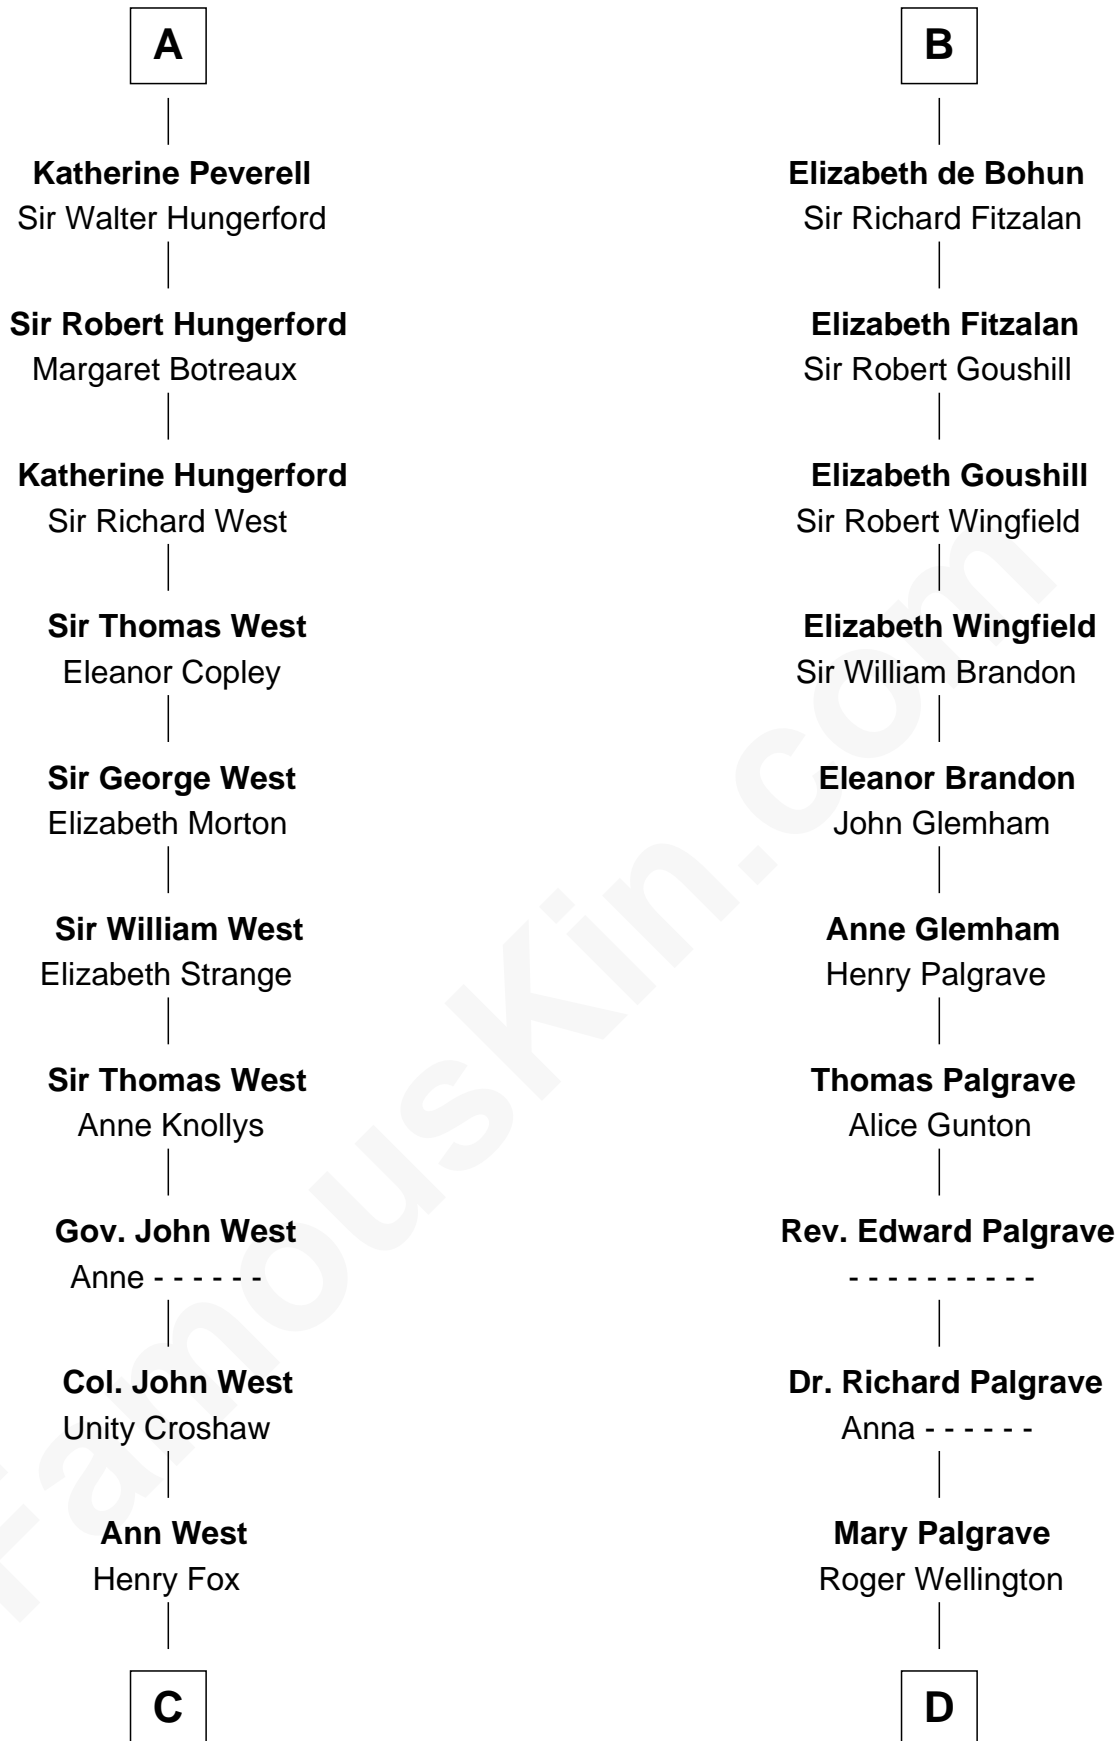 A
Katherine Peverell
Sir Walter Hungerford
Sir Robert Hungerford
Margaret Botreaux
Katherine Hungerford
Sir Richard West
Sir Thomas West
Eleanor Copley
Sir George West
Elizabeth Morton
Sir William West
Elizabeth Strange
Sir Thomas West
Anne Knollys
Gov. John West
Anne - - - - - -
Col. John West
Unity Croshaw
Ann West
Henry Fox
C
B
Elizabeth de Bohun
Sir Richard Fitzalan
Elizabeth Fitzalan
Sir Robert Goushill
Elizabeth Goushill
Sir Robert Wingfield
Elizabeth Wingfield
Sir William Brandon
Eleanor Brandon
John Glemham
Anne Glemham
Henry Palgrave
Thomas Palgrave
Alice Gunton
Rev. Edward Palgrave
- - - - - - - - - -
Dr. Richard Palgrave
Anna - - - - - -
Mary Palgrave
Roger Wellington
D
FamousKin.com